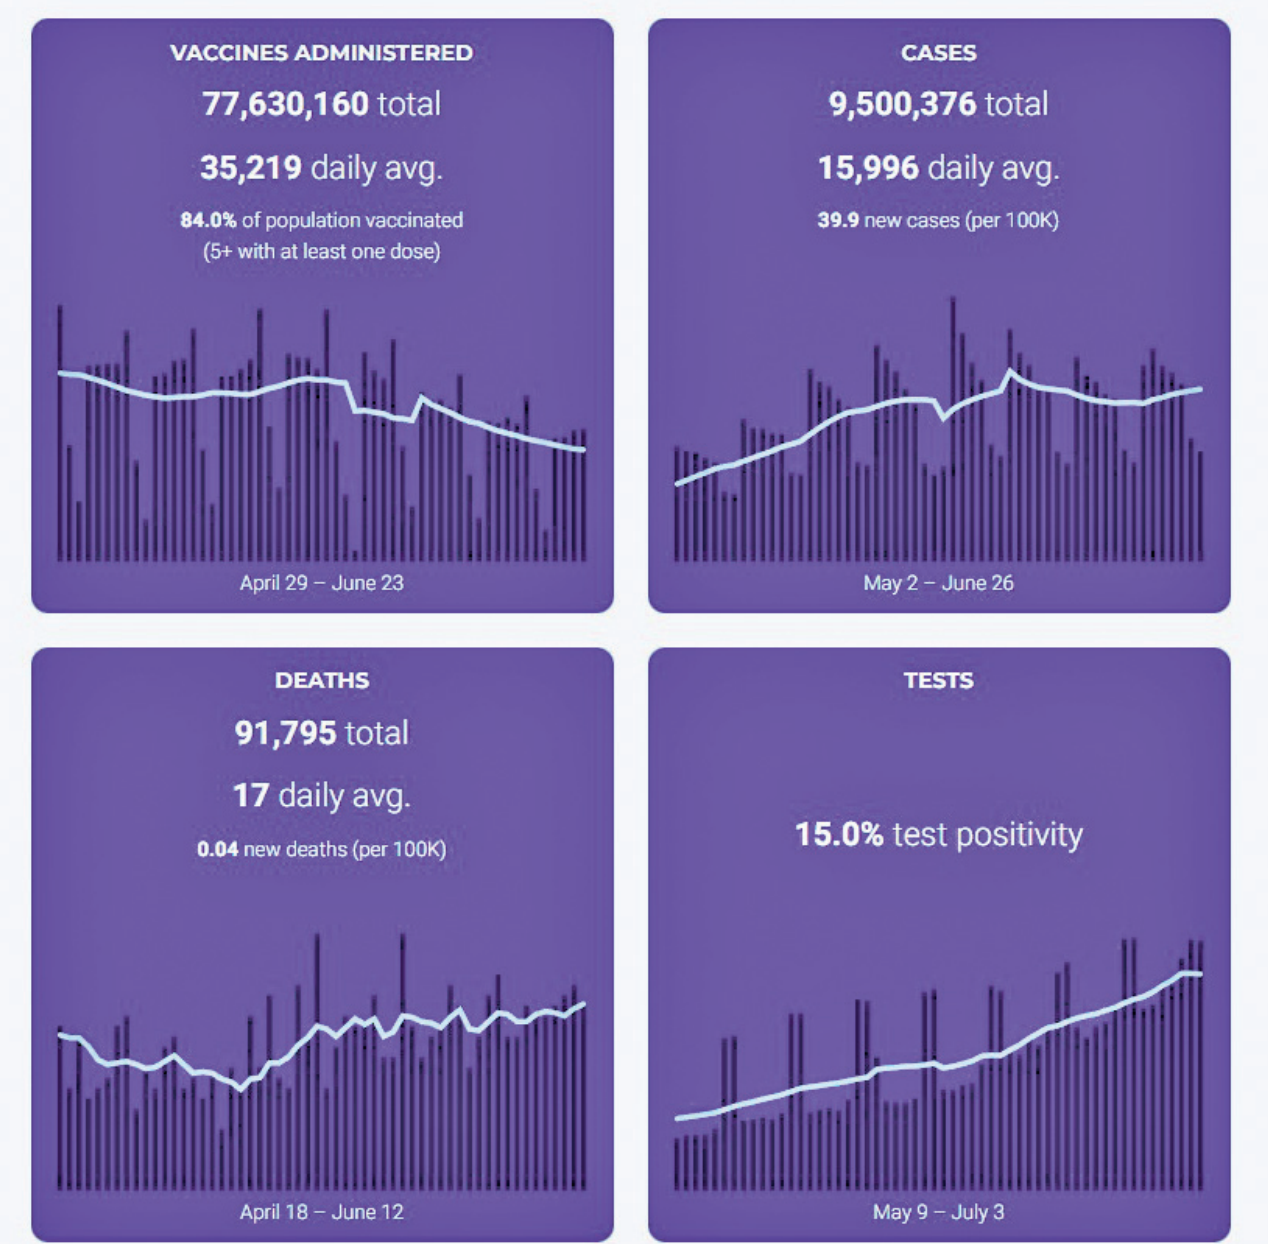 VACCINES ADMINISTERED
77,630,160 total
35,219 daily avg.
84.0% of population vaccinated
(5+ with at least one dose)
April 29 – June 23
CASES
9,500,376 total
15,996 daily avg.
39.9 new cases (per 100K)
May 2 – June 26
DEATHS
91,795 total
17 daily avg.
0.04 new deaths (per 100K)
April 18 – June 12
TESTS
15.0% test positivity
May 9 – July 3